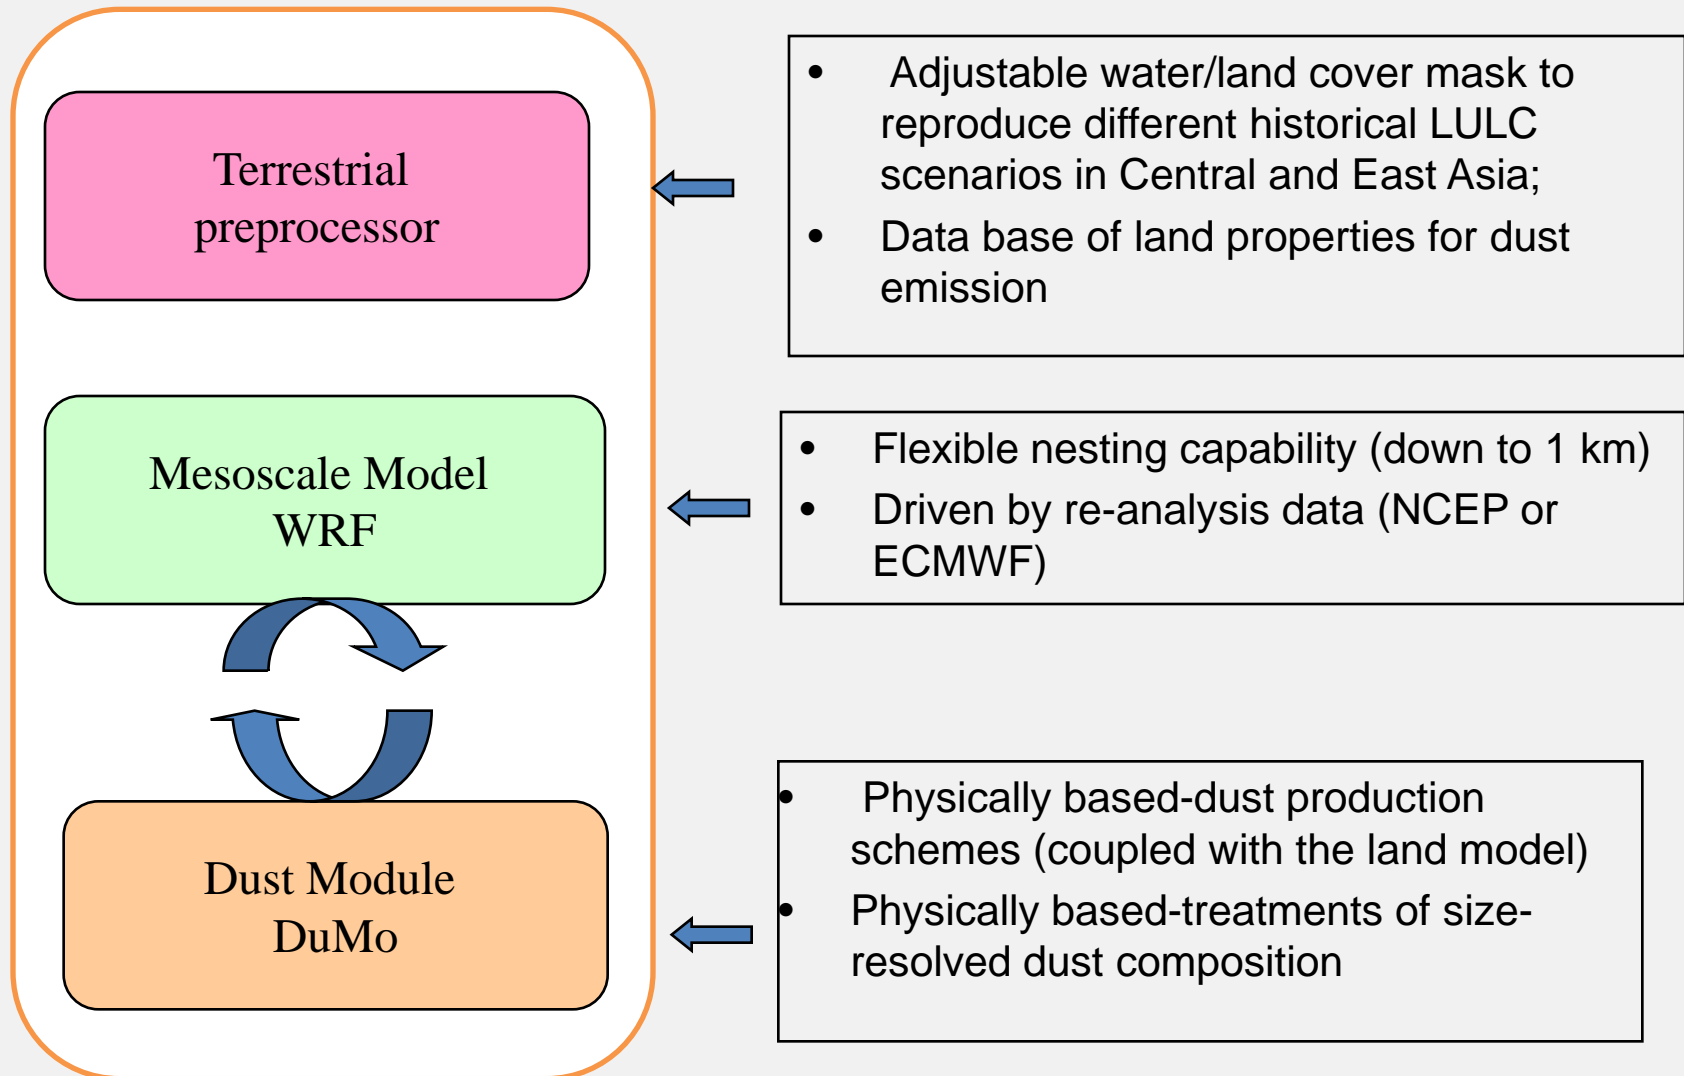 Terrestrial
preprocessor
• Adjustable water/land cover mask to
reproduce different historical LULC
scenarios in Central and East Asia;
• Data base of land properties for dust
emission
Mesoscale Model
WRF
• Flexible nesting capability (down to 1 km)
• Driven by re-analysis data (NCEP or
ECMWF)
Dust Module
DuMo
• Physically based-dust production
schemes (coupled with the land model)
• Physically based-treatments of size-
resolved dust composition